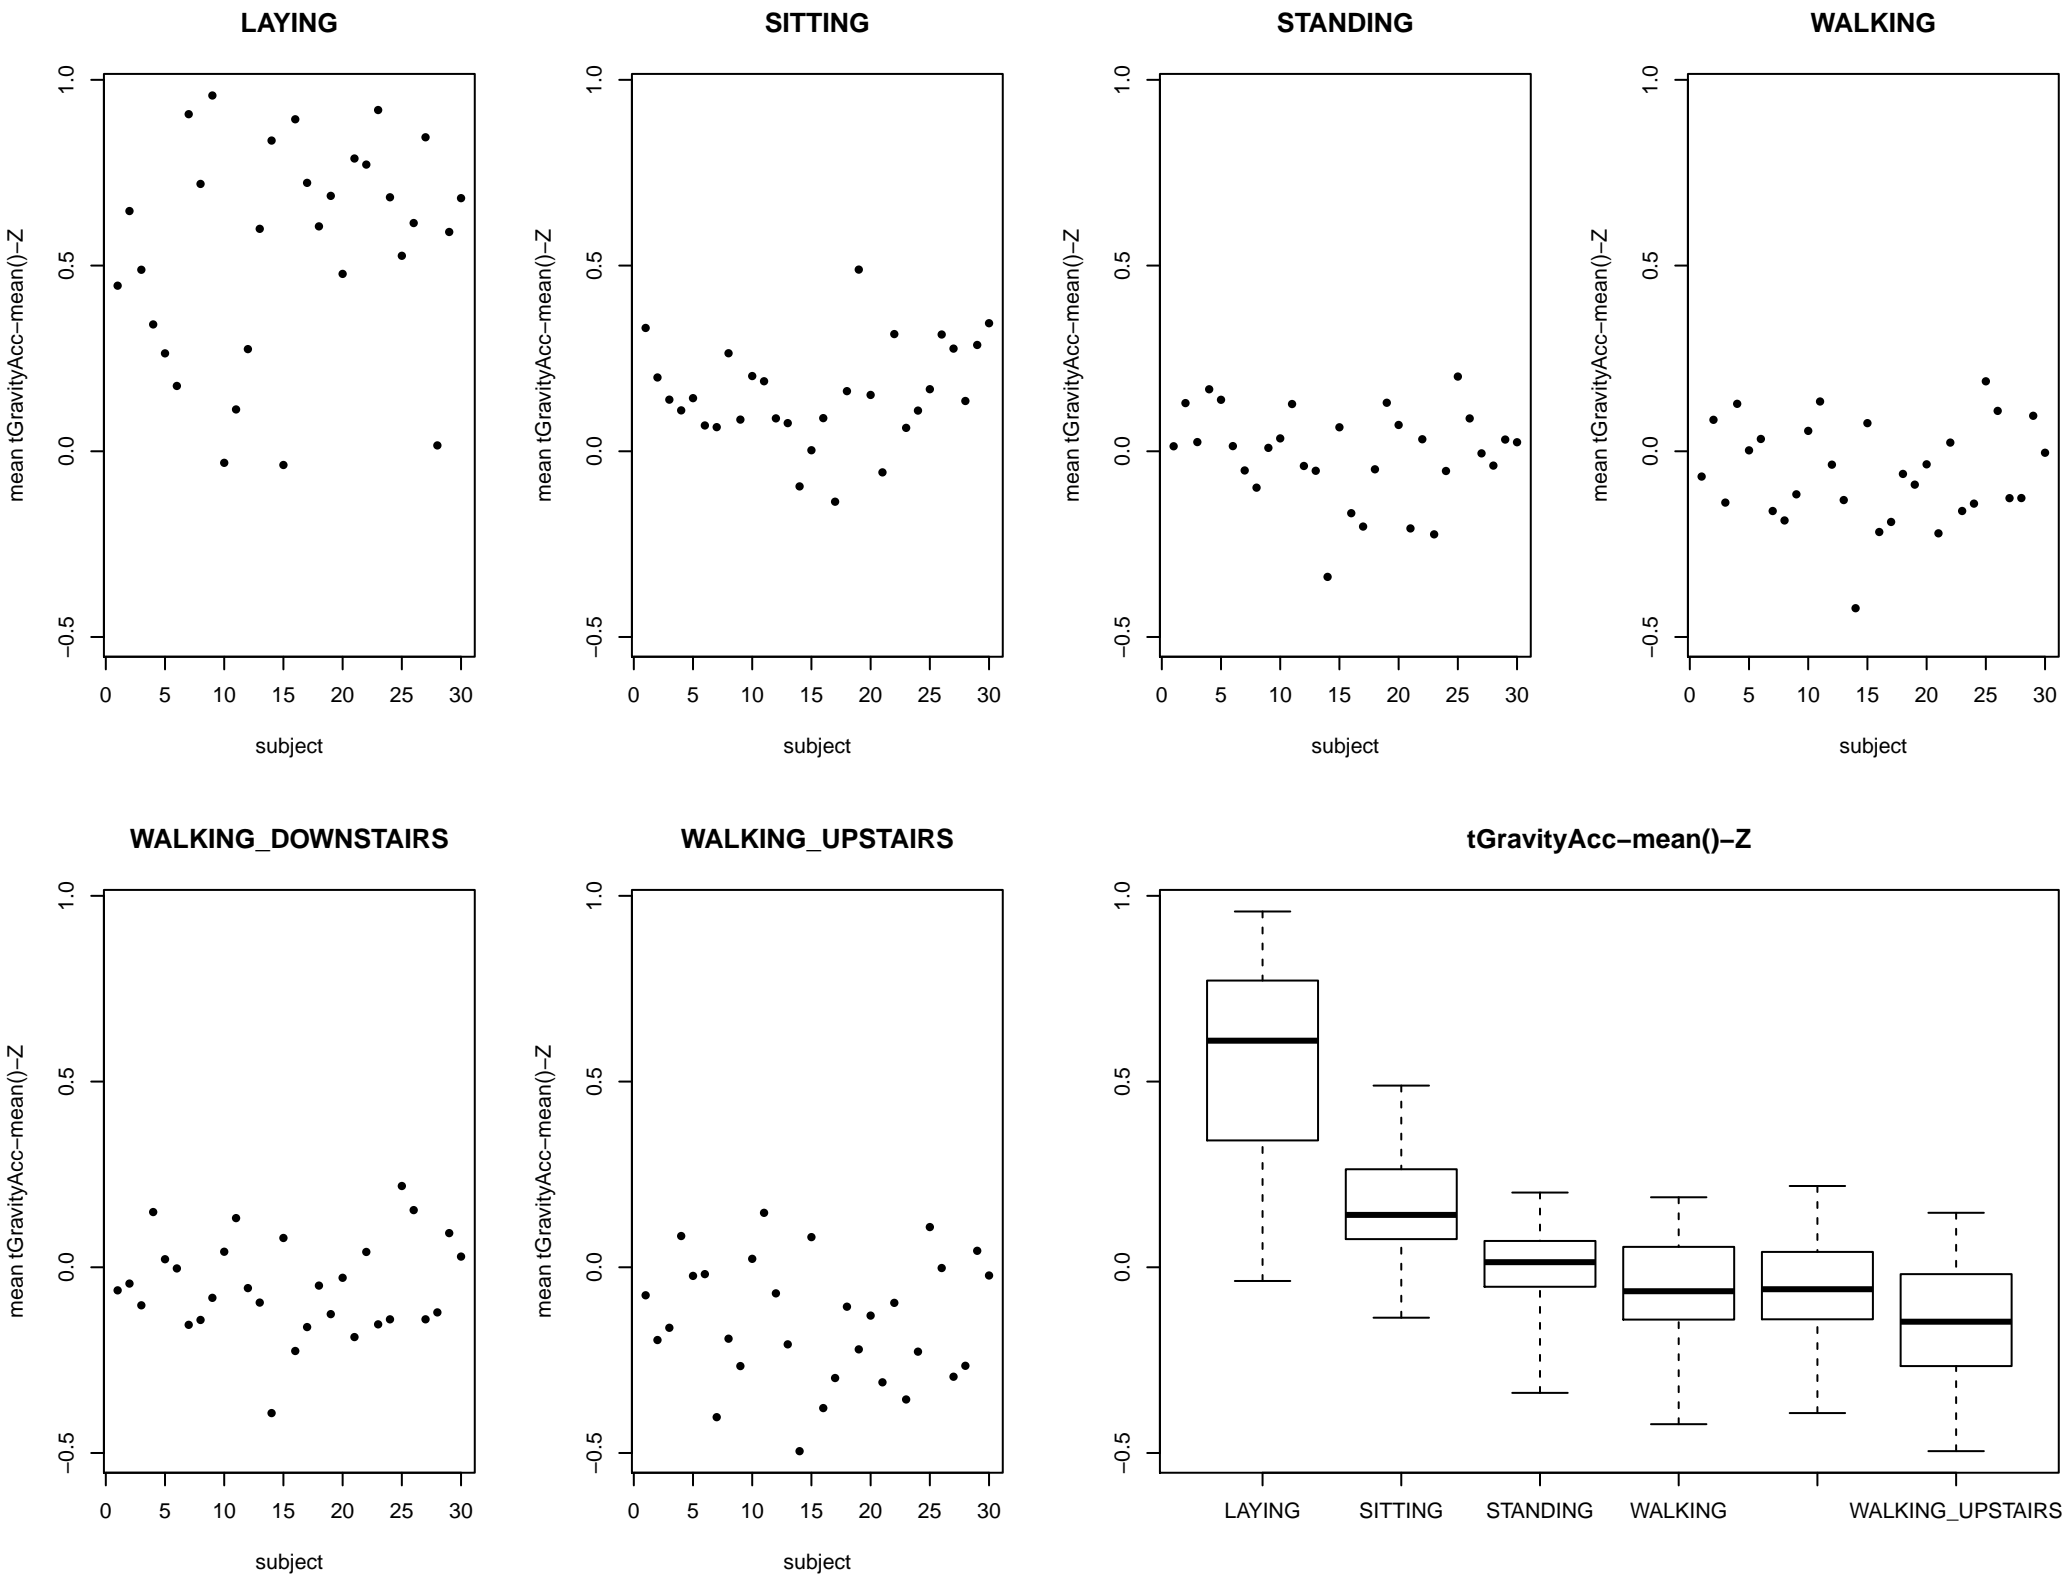 LAYING
1.0
0.5
0.0
−0.5
mean tGravityAcc−mean()−Z
0 5 10 15 20 25 30
subject
SITTING
1.0
0.5
0.0
−0.5
mean tGravityAcc−mean()−Z
0 5 10 15 20 25 30
subject
STANDING
1.0
0.5
0.0
−0.5
mean tGravityAcc−mean()−Z
0 5 10 15 20 25 30
subject
WALKING
1.0
0.5
0.0
−0.5
mean tGravityAcc−mean()−Z
0 5 10 15 20 25 30
subject
WALKING_DOWNSTAIRS
1.0
0.5
0.0
−0.5
mean tGravityAcc−mean()−Z
0 5 10 15 20 25 30
subject
WALKING_UPSTAIRS
1.0
0.5
0.0
−0.5
mean tGravityAcc−mean()−Z
0 5 10 15 20 25 30
subject
tGravityAcc−mean()−Z
1.0
0.5
0.0
−0.5
LAYING SITTING STANDING WALKING WALKING_UPSTAIRS